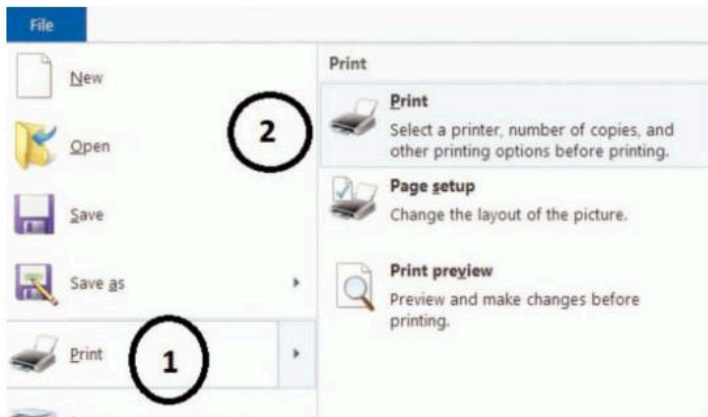 File
New
Open
Save
Save as
Print
1
2
Print
Print
Select a printer, number of copies, and
other printing options before printing.
Page setup
Change the layout of the picture.
Print preview
Preview and make changes before
printing.